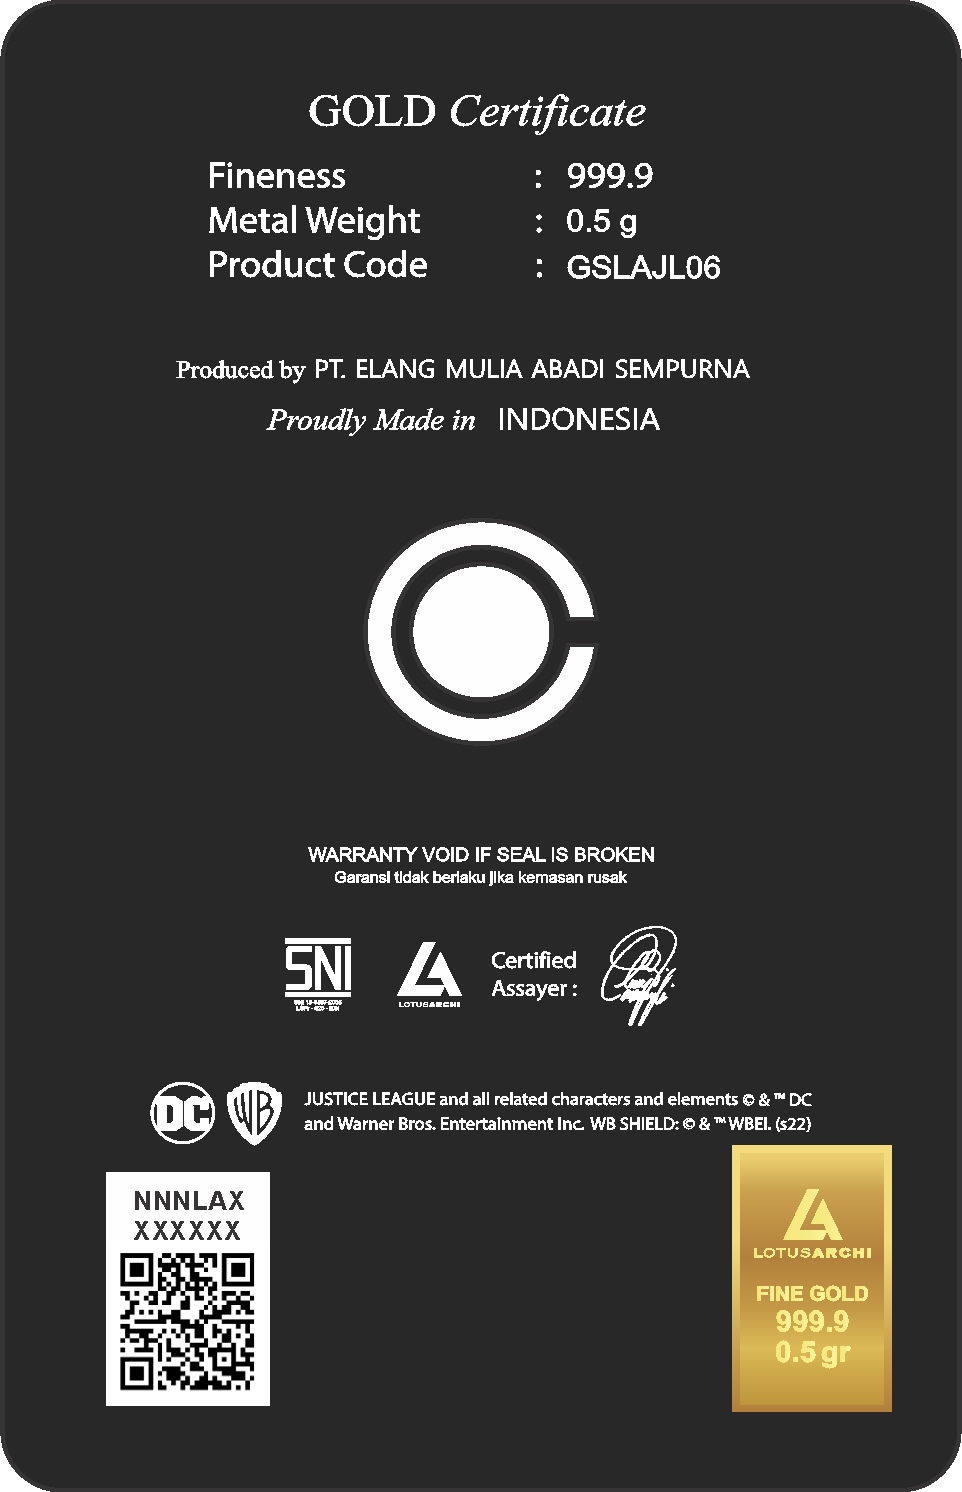 GOLD Certificate
Fineness : 999.9
Metal Weight : 0.5 g
Product Code : GSLAJL06
Produced by PT. ELANG MULIA ABADI SEMPURNA
Proudly Made in INDONESIA
WARRANTY VOID IF SEAL IS BROKEN
Garansi tidak berlaku jika kemasan rusak
SNI
LOTUSARCHI
Certified
Assayer :
DC
WB
JUSTICE LEAGUE and all related characters and elements © & ™ DC
and Warner Bros. Entertainment Inc. WB SHIELD: © & ™ WBEI. (s22)
NNNLAX
XXXXXX
LOTUSARCHI
FINE GOLD
999.9
0.5 gr